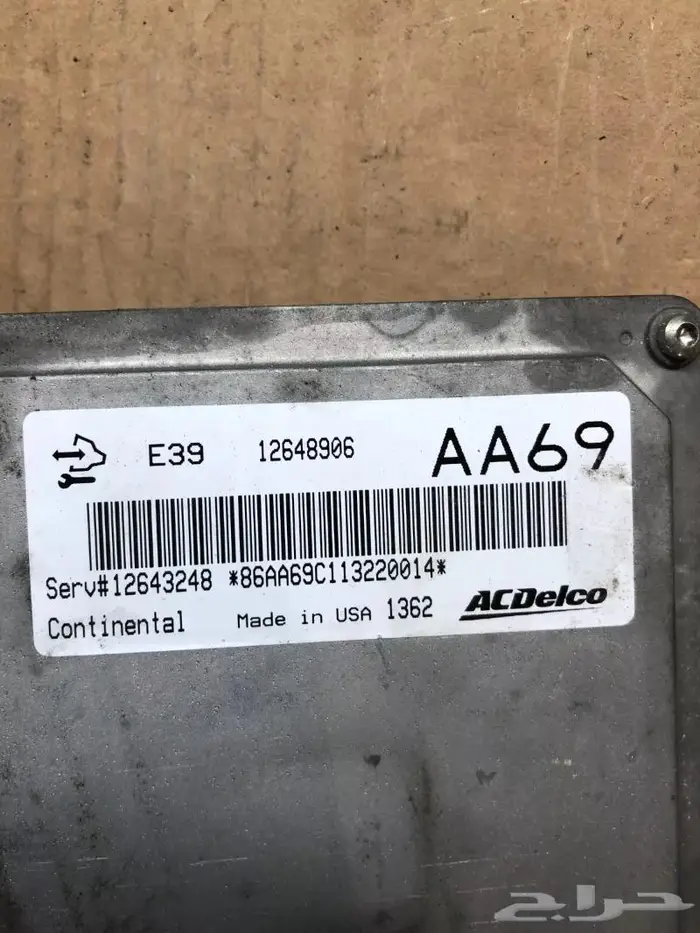 E39 12648906 AA69
Serv#12643248 *86AA69C113220014*
Continental Made in USA 1362 ACDelco
حراج